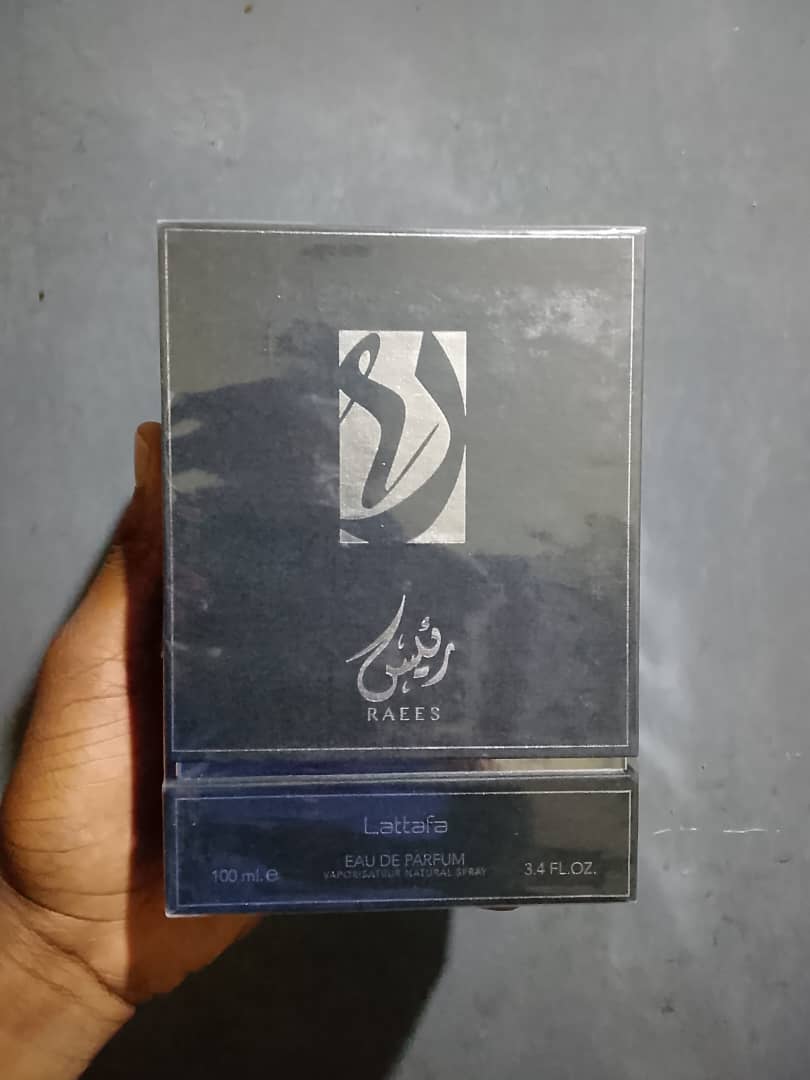 رئيس
RAEES
Lattafa
EAU DE PARFUM
VAPORISATEUR NATURAL SPRAY
100 ml. ℮
3.4 FL.OZ.